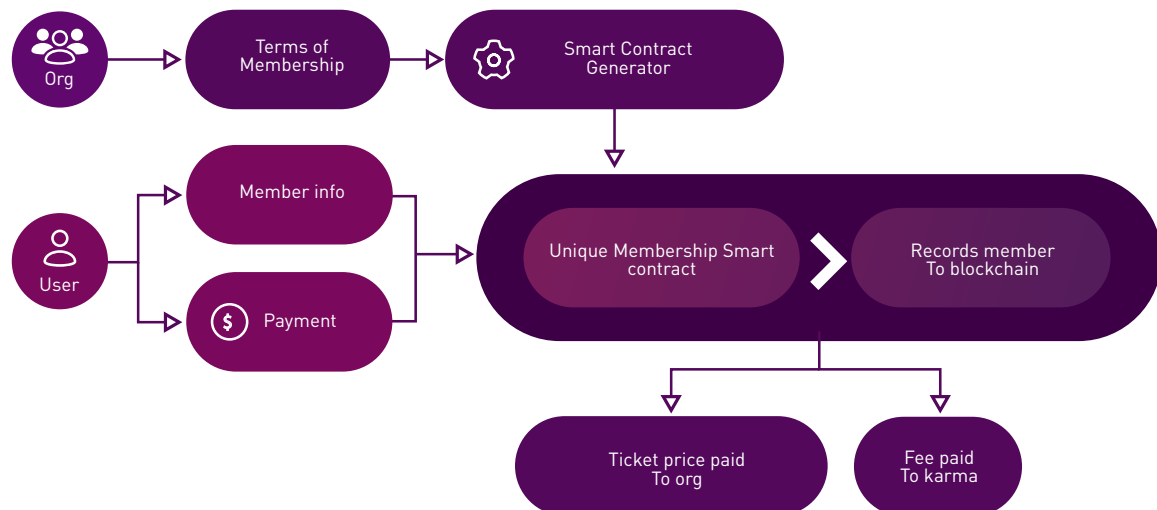 Org
Terms of
Membership
Smart Contract
Generator
User
Member info
$
Payment
Unique Membership Smart
contract
Records member
To blockchain
Ticket price paid
To org
Fee paid
To karma